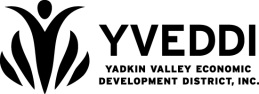 YVEDDI
YADKIN VALLEY ECONOMIC
DEVELOPMENT DISTRICT, INC.